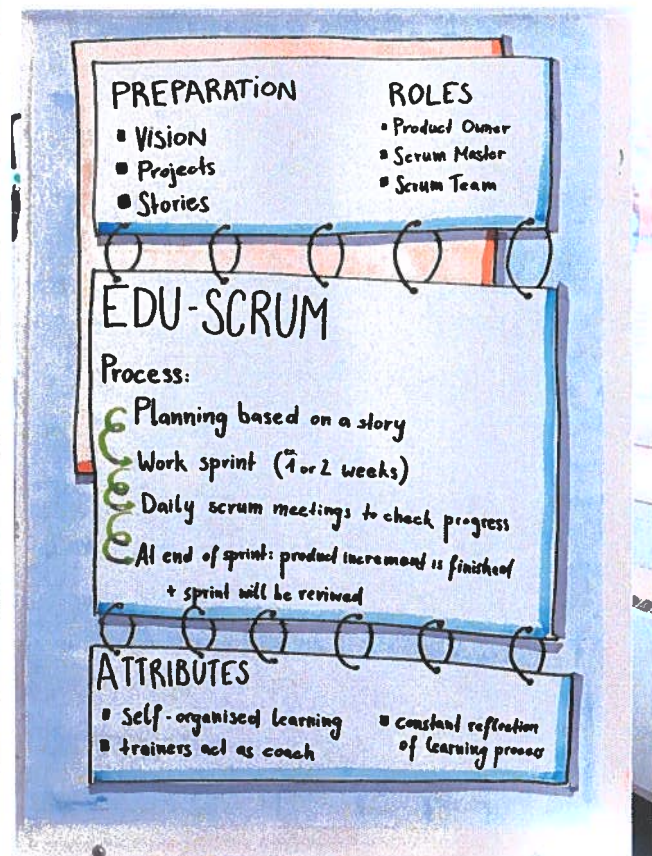 PREPARATION
▪ Vision
▪ Projects
▪ Stories
ROLES
▪ Product Owner
▪ Scrum Master
▪ Scrum Team
EDU-SCRUM
Process:
Planning based on a story
Work sprint (1 or 2 weeks)
Daily scrum meetings to check progress
At end of sprint: product increment is finished
+ sprint will be reviewed
ATTRIBUTES
▪ Self-organised learning
▪ trainers act as coach
▪ constant reflection
of learning process